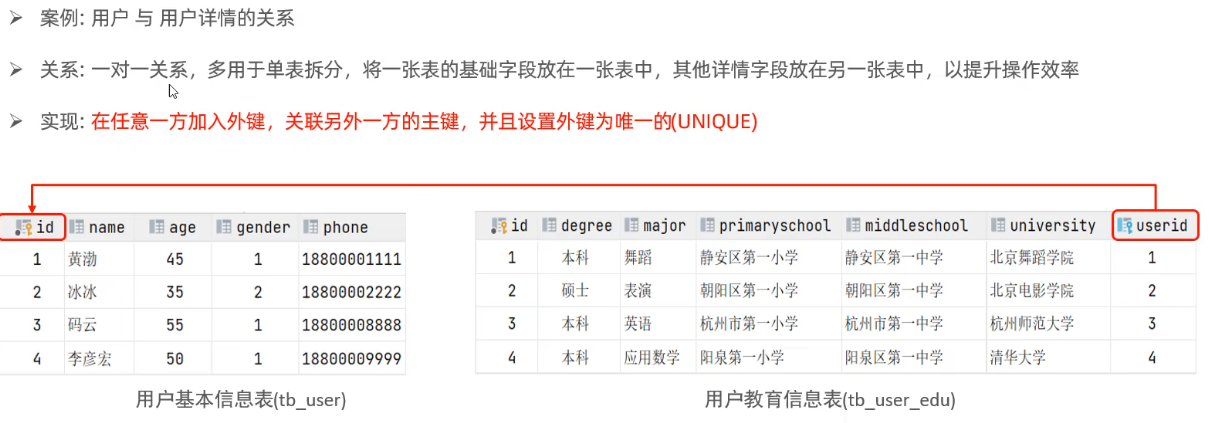 案例: 用户 与 用户详情的关系
关系: 一对一关系，多用于单表拆分，将一张表的基础字段放在一张表中，其他详情字段放在另一张表中，以提升操作效率
实现: 在任意一方加入外键，关联另外一方的主键，并且设置外键为唯一的(UNIQUE)
id name age gender phone
1 黄渤 45 1 18800001111
2 冰冰 35 2 18800002222
3 码云 55 1 18800008888
4 李彦宏 50 1 18800009999
用户基本信息表(tb_user)
id degree major primaryschool middleschool university userid
1 本科 舞蹈 静安区第一小学 静安区第一中学 北京舞蹈学院 1
2 硕士 表演 朝阳区第一小学 朝阳区第一中学 北京电影学院 2
3 本科 英语 杭州市第一小学 杭州市第一中学 杭州师范大学 3
4 本科 应用数学 阳泉第一小学 阳泉区第一中学 清华大学 4
用户教育信息表(tb_user_edu)